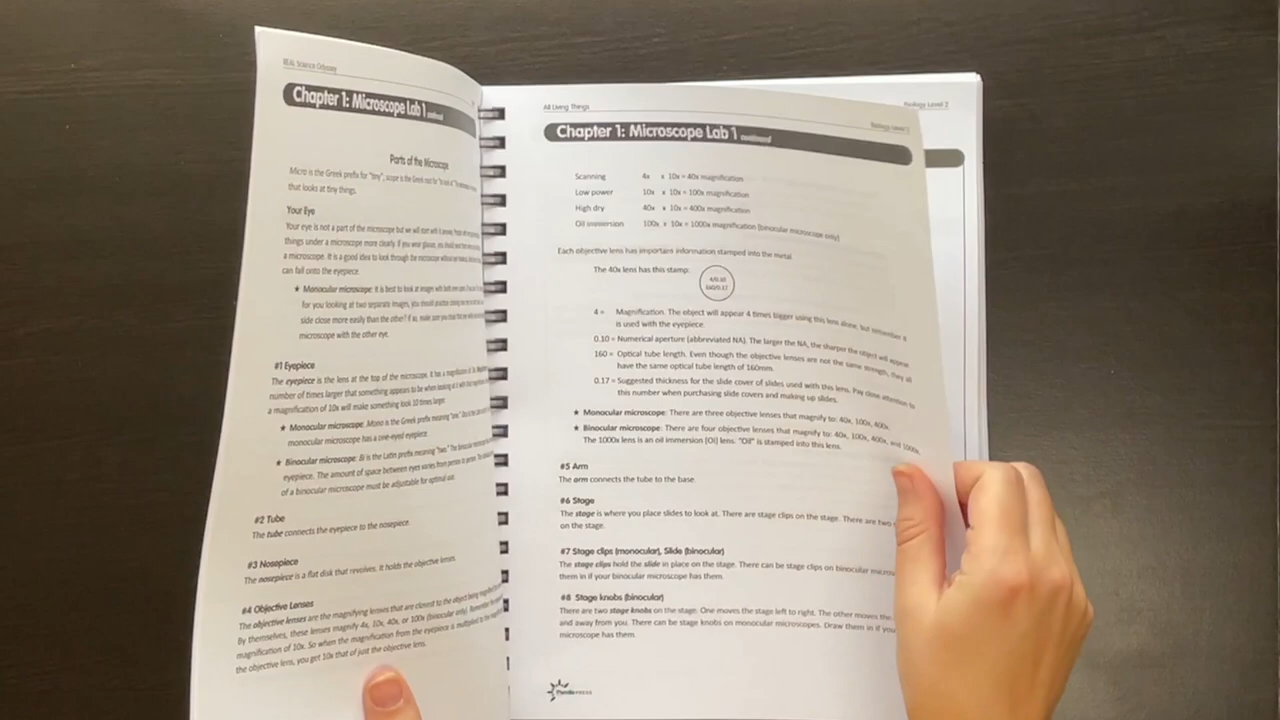 REAL Science Odyssey
Chapter 1: Microscope Lab 1 continued
Parts of the Microscope
Micro is the Greek prefix for "tiny", scope is the Greek root for "to look at."
that looks at tiny things.
Your Eye
Your eye is not a part of the microscope but we will start with it anyway.
things under a microscope more clearly. If you wear glasses, you
a microscope. It is a good idea to look through the microscope without
can fall onto the eyepiece.
★ Monocular microscope: It is best to look at images with both eyes
for you looking at two separate images, you should practice closing
side close more easily than the other? If so, make sure you
microscope with the other eye.
#1 Eyepiece
The eyepiece is the lens at the top of the microscope. It has a magnification of
number of times larger that something appears to be when looking at it with that
a magnification of 10x will make something look 10 times larger.
★ Monocular microscope: Mono is the Greek prefix meaning "one."
monocular microscope has a one-eyed eyepiece.
★ Binocular microscope: Bi is the Latin prefix meaning "two." The binocular
eyepiece. The amount of space between eyes varies from person to person.
of a binocular microscope must be adjustable for optimal use.
#2 Tube
The tube connects the eyepiece to the nosepiece.
#3 Nosepiece
The nosepiece is a flat disk that revolves. It holds the objective lenses.
#4 Objective Lenses
The objective lenses are the magnifying lenses that are closest to the object being magnified
By themselves, these lenses magnify 4x, 10x, 40x, or 100x (binocular only). Remember the
magnification of 10x. So when the magnification from the eyepiece is multiplied to the
the objective lens, you get 10x that of just the objective lens.
All Living Things
Biology Level 2
Biology Level 2
Chapter 1: Microscope Lab 1 continued
Scanning 4x x 10x = 40x magnification
Low power 10x x 10x = 100x magnification
High dry 40x x 10x = 400x magnification
Oil immersion 100x x 10x = 1000x magnification (binocular microscope only)
Each objective lens has important information stamped into the metal.
The 40x lens has this stamp:
4/0.10
160/0.17
4 = Magnification. The object will appear 4 times bigger using this lens alone, but remember it
is used with the eyepiece.
0.10 = Numerical aperture (abbreviated NA). The larger the NA, the sharper the object will appear
160 = Optical tube length. Even though the objective lenses are not the same strength, they all
have the same optical tube length of 160mm.
0.17 = Suggested thickness for the slide cover of slides used with this lens. Pay close attention to
this number when purchasing slide covers and making up slides.
★ Monocular microscope: There are three objective lenses that magnify to: 40x, 100x, 400x.
★ Binocular microscope: There are four objective lenses that magnify to: 40x, 100x, 400x, and 1000x.
The 1000x lens is an oil immersion (OI) lens. "Oil" is stamped into this lens.
#5 Arm
The arm connects the tube to the base.
#6 Stage
The stage is where you place slides to look at. There are stage clips on the stage. There are two
on the stage.
#7 Stage clips (monocular), Slide (binocular)
The stage clips hold the slide in place on the stage. There can be stage clips on binocular
them in if your binocular microscope has them.
#8 Stage knobs (binocular)
There are two stage knobs on the stage. One moves the stage left to right. The other moves the
and away from you. There can be stage knobs on monocular microscopes. Draw them in if you
microscope has them.
Pandia PRESS